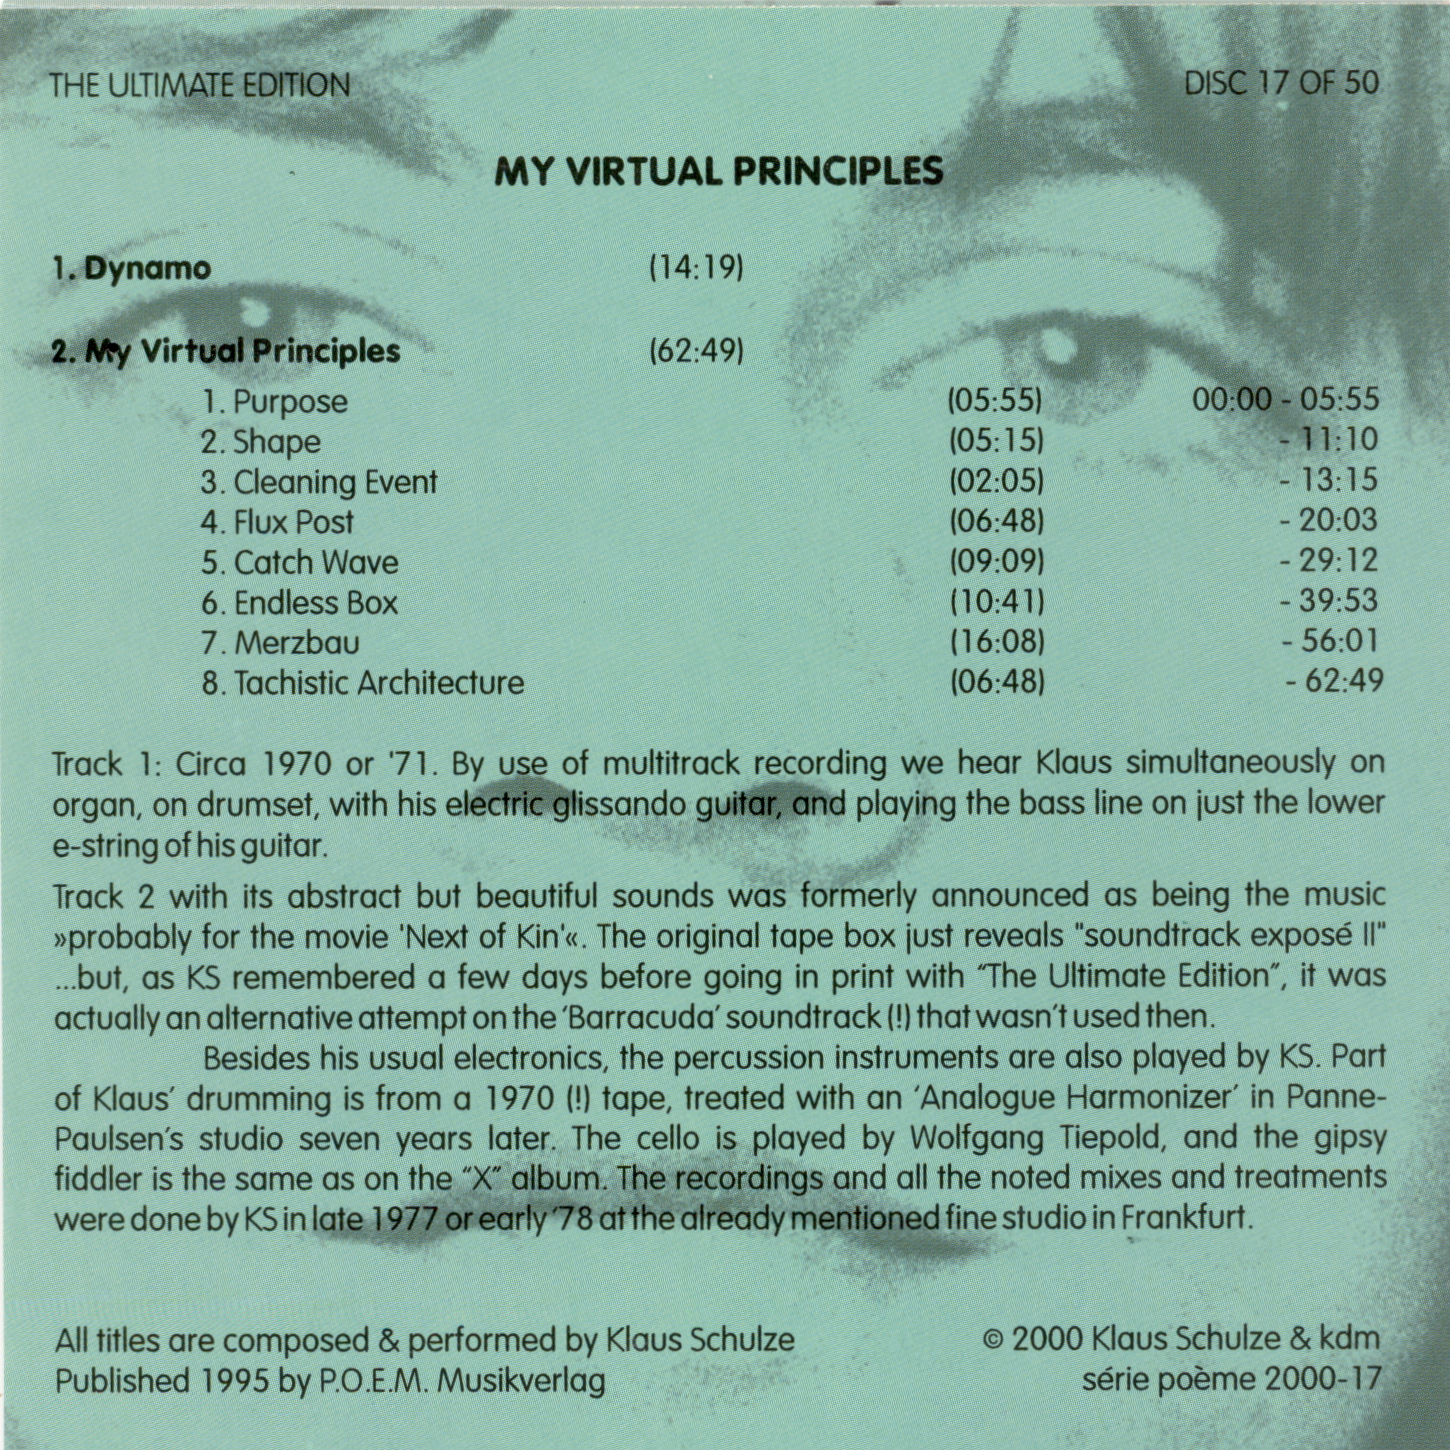 THE ULTIMATE EDITION DISC 17 OF 50
MY VIRTUAL PRINCIPLES
1. Dynamo (14:19)
2. My Virtual Principles (62:49)
1. Purpose (05:55) 00:00 - 05:55
2. Shape (05:15) - 11:10
3. Cleaning Event (02:05) - 13:15
4. Flux Post (06:48) - 20:03
5. Catch Wave (09:09) - 29:12
6. Endless Box (10:41) - 39:53
7. Merzbau (16:08) - 56:01
8. Tachistic Architecture (06:48) - 62:49
Track 1: Circa 1970 or '71. By use of multitrack recording we hear Klaus simultaneously on
organ, on drumset, with his electric glissando guitar, and playing the bass line on just the lower
e-string of his guitar.
Track 2 with its abstract but beautiful sounds was formerly announced as being the music
»probably for the movie 'Next of Kin'«. The original tape box just reveals "soundtrack exposé II"
...but, as KS remembered a few days before going in print with “The Ultimate Edition”, it was
actually an alternative attempt on the ‘Barracuda’ soundtrack (!) that wasn’t used then.
Besides his usual electronics, the percussion instruments are also played by KS. Part
of Klaus’ drumming is from a 1970 (!) tape, treated with an ‘Analogue Harmonizer’ in Panne-
Paulsen’s studio seven years later. The cello is played by Wolfgang Tiepold, and the gipsy
fiddler is the same as on the “X” album. The recordings and all the noted mixes and treatments
were done by KS in late 1977 or early ‘78 at the already mentioned fine studio in Frankfurt.
All titles are composed & performed by Klaus Schulze © 2000 Klaus Schulze & kdm
Published 1995 by P.O.E.M. Musikverlag série poème 2000-17